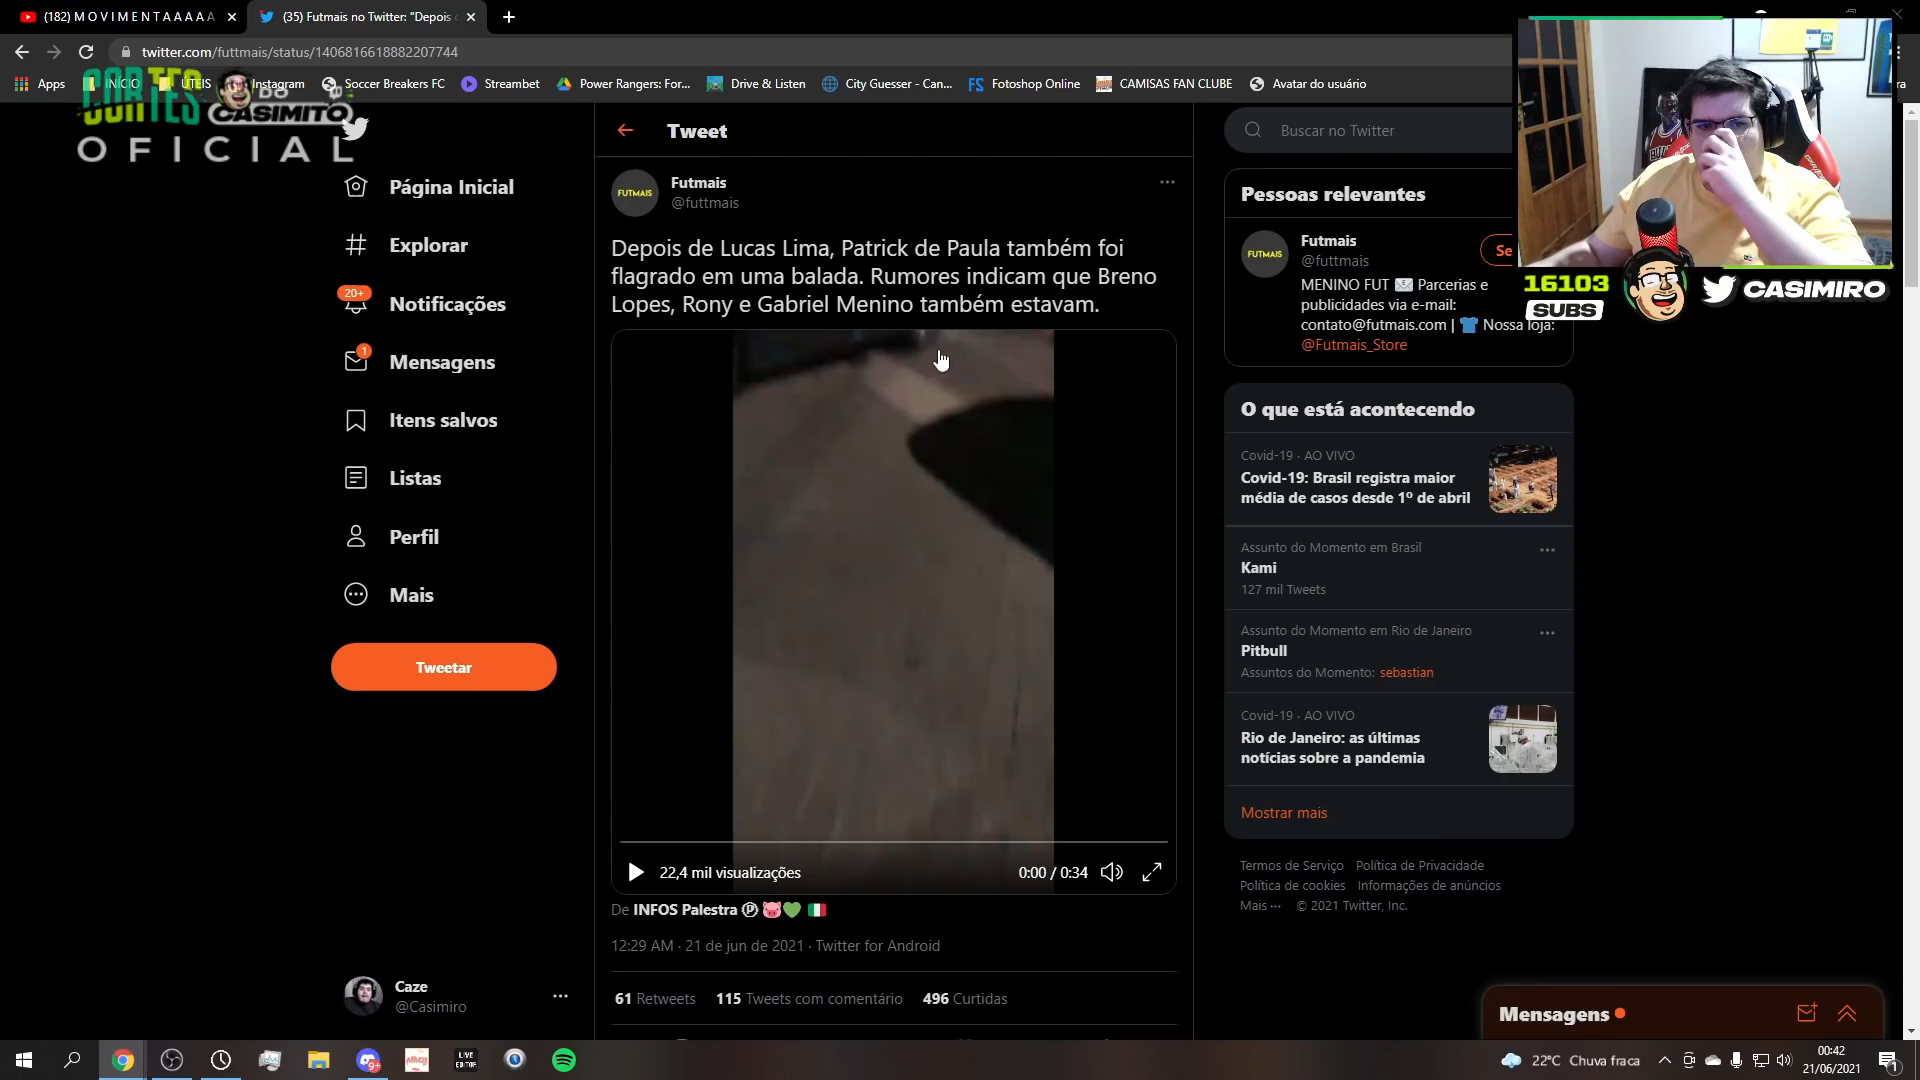 (182) M O V I M E N T A A A A A
(35) Futmais no Twitter: "Depois
twitter.com/futtmais/status/1406816618882207744
Apps
INÍCIO
ÚTEIS
Instagram
Soccer Breakers FC
Streambet
Power Rangers: For...
Drive & Listen
City Guesser - Can...
Fotoshop Online
CAMISAS FAN CLUBE
Avatar do usuário
CORTES
DO
CASIMITO
OFICIAL
Página Inicial
Explorar
20+
Notificações
1
Mensagens
Itens salvos
Listas
Perfil
Mais
Tweetar
Caze
@Casimiro
Tweet
FUTMAIS
Futmais
@futtmais
Depois de Lucas Lima, Patrick de Paula também foi
flagrado em uma balada. Rumores indicam que Breno
Lopes, Rony e Gabriel Menino também estavam.
22,4 mil visualizações
0:00 / 0:34
De INFOS Palestra Ⓟ 🐷💚 🇮🇹
12:29 AM · 21 de jun de 2021 · Twitter for Android
61 Retweets
115 Tweets com comentário
496 Curtidas
Buscar no Twitter
Pessoas relevantes
FUTMAIS
Futmais
@futtmais
Se
MENINO FUT 📧 Parcerias e
publicidades via e-mail:
contato@futmais.com | 👕 Nossa loja:
@Futmais_Store
16103
SUBS
CASIMIRO
O que está acontecendo
Covid-19 · AO VIVO
Covid-19: Brasil registra maior
média de casos desde 1º de abril
Assunto do Momento em Brasil
Kami
127 mil Tweets
Assunto do Momento em Rio de Janeiro
Pitbull
Assuntos do Momento: sebastian
Covid-19 · AO VIVO
Rio de Janeiro: as últimas
notícias sobre a pandemia
Mostrar mais
Termos de Serviço Política de Privacidade
Política de cookies Informações de anúncios
Mais ··· © 2021 Twitter, Inc.
Mensagens
LIVE
EDITOR
22°C Chuva fraca
00:42
21/06/2021
1